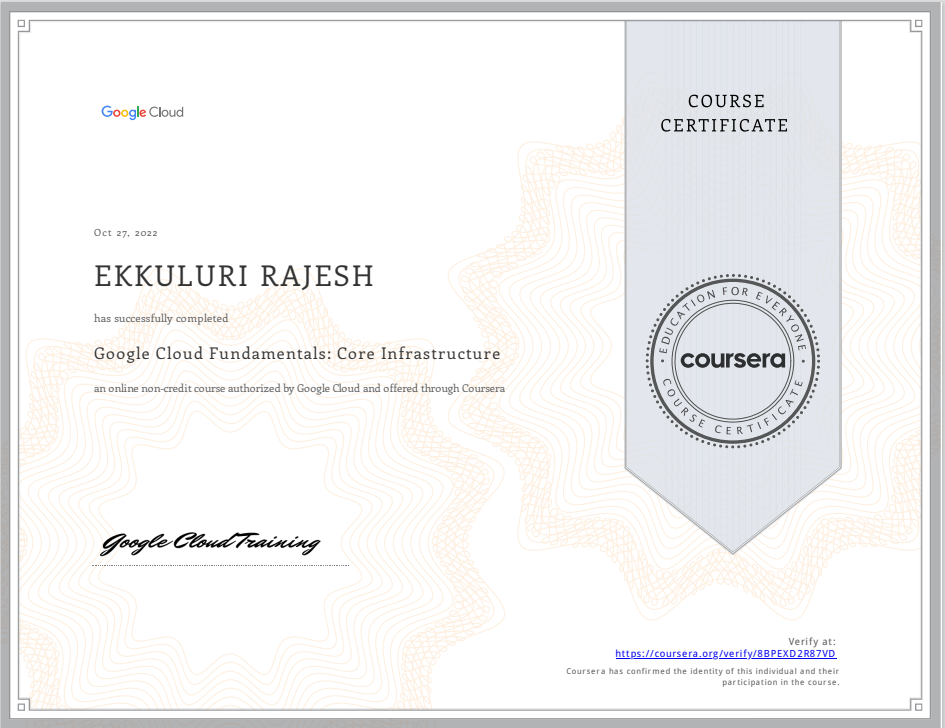 Google Cloud
COURSE
CERTIFICATE
Oct 27, 2022
EKKULURI RAJESH
has successfully completed
Google Cloud Fundamentals: Core Infrastructure
an online non-credit course authorized by Google Cloud and offered through Coursera
EDUCATION FOR EVERYONE
coursera
COURSE CERTIFICATE
Google Cloud Training
Verify at:
https://coursera.org/verify/8BPEXD2R87VD
Coursera has confirmed the identity of this individual and their
participation in the course.